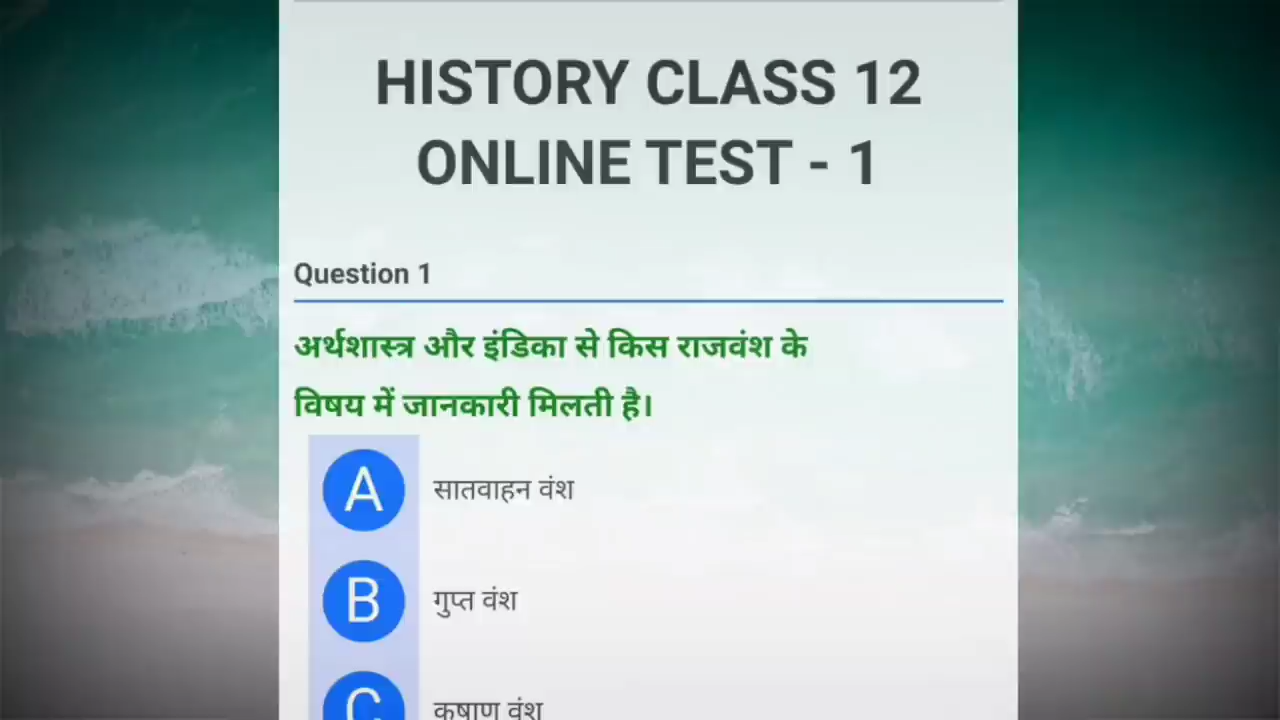 HISTORY CLASS 12
ONLINE TEST - 1
Question 1
अर्थशास्त्र और इंडिका से किस राजवंश के
विषय में जानकारी मिलती है।
A सातवाहन वंश
B गुप्त वंश
C कुषाण वंश